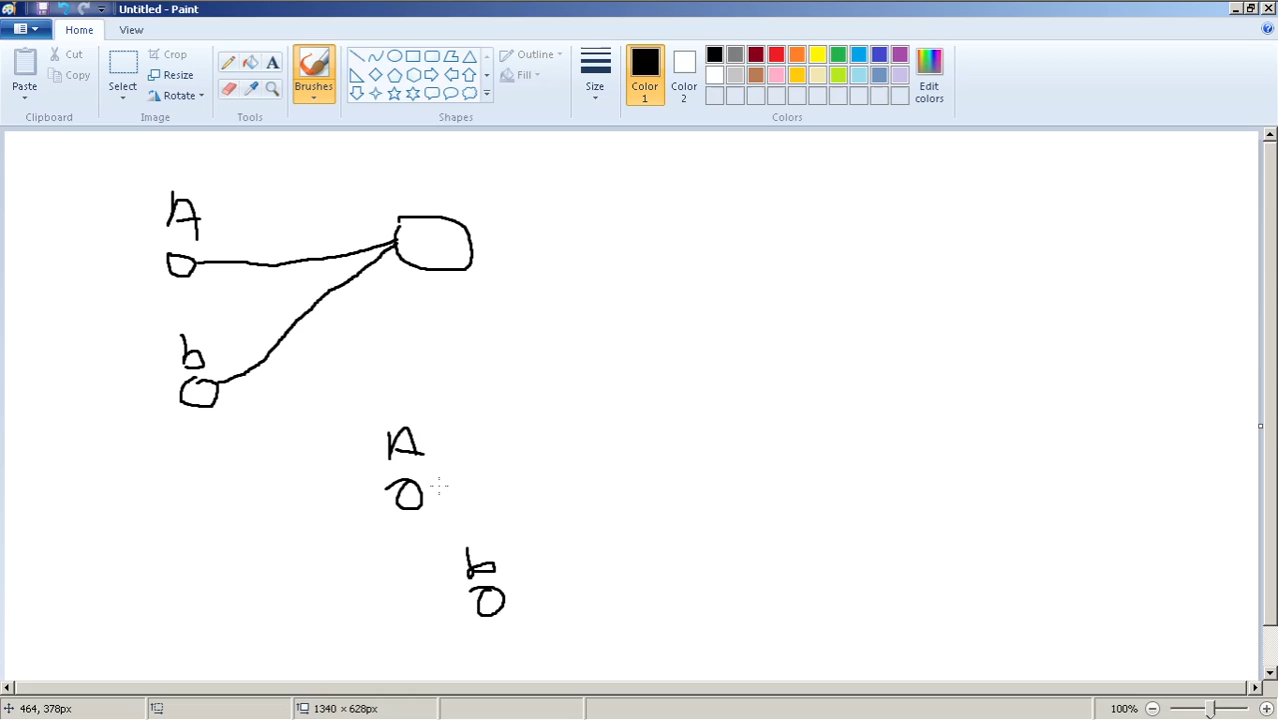 Untitled - Paint
Home View
Paste
Cut
Copy
Clipboard
Select
Crop
Resize
Rotate
Image
A
Tools
Brushes
Shapes
Outline
Fill
Size
Color 1
Color 2
Edit colors
Colors
A
b
A
b
464, 378px
1340 × 628px
100%